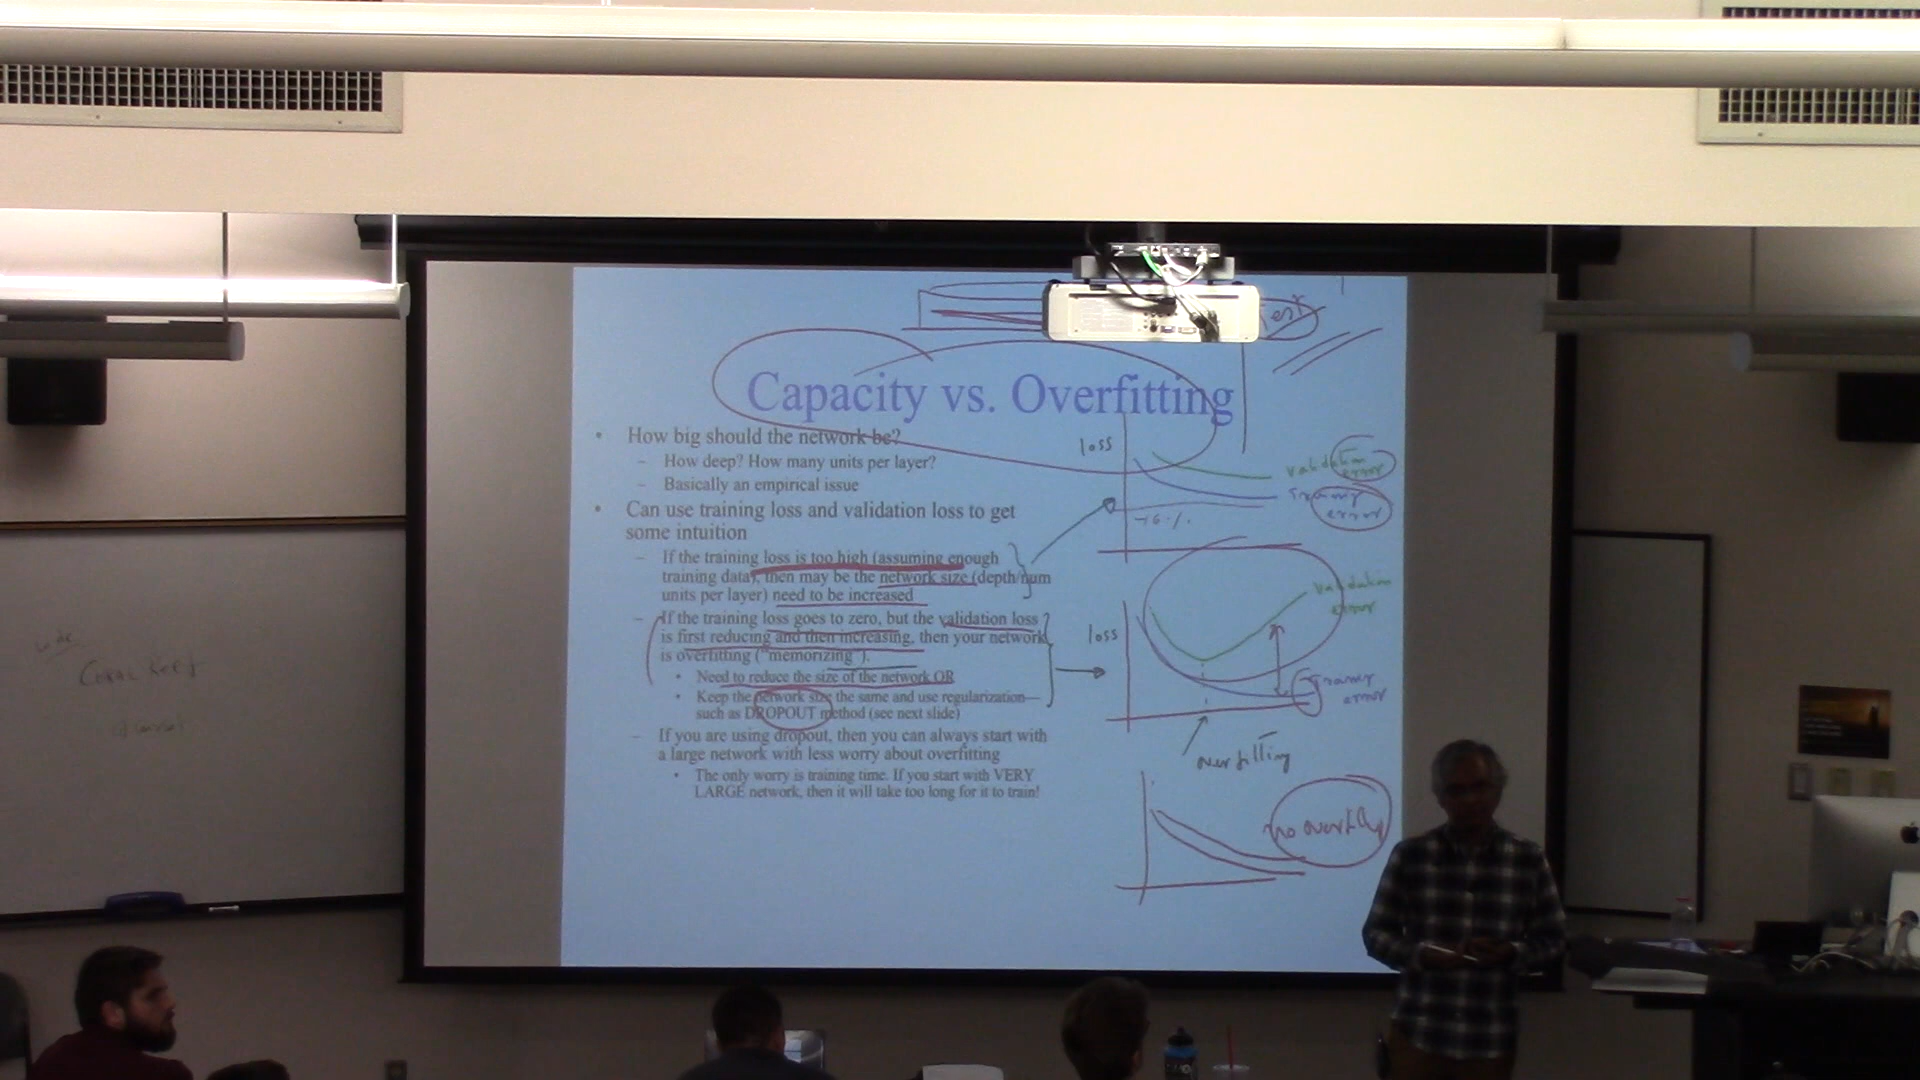 Test
Capacity vs. Overfitting
• How big should the network be?
– How deep? How many units per layer?
– Basically an empirical issue
• Can use training loss and validation loss to get
some intuition
– If the training loss is too high (assuming enough
training data), then may be the network size (depth/num
units per layer) need to be increased
– If the training loss goes to zero, but the validation loss
is first reducing and then increasing, then your network
is overfitting ("memorizing").
• Need to reduce the size of the network OR
• Keep the network size the same and use regularization—
such as DROPOUT method (see next slide)
– If you are using dropout, then you can always start with
a large network with less worry about overfitting
• The only worry is training time. If you start with VERY
LARGE network, then it will take too long for it to train!
loss
validation
error
Training
error
loss
validation
error
Training
error
overfitting
no overfitting
Coral Reef